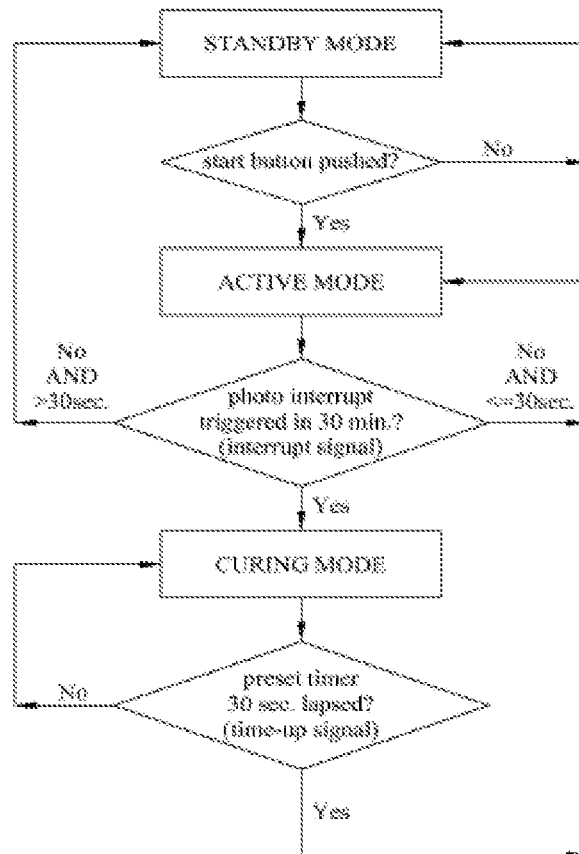 STANDBY MODE
start button pushed?
No
Yes
ACTIVE MODE
No
AND
>30sec.
photo interrupt
triggered in 30 min.?
(interrupt signal)
No
AND
<=30sec.
Yes
CURING MODE
preset timer
30 sec. lapsed?
(time-up signal)
No
Yes